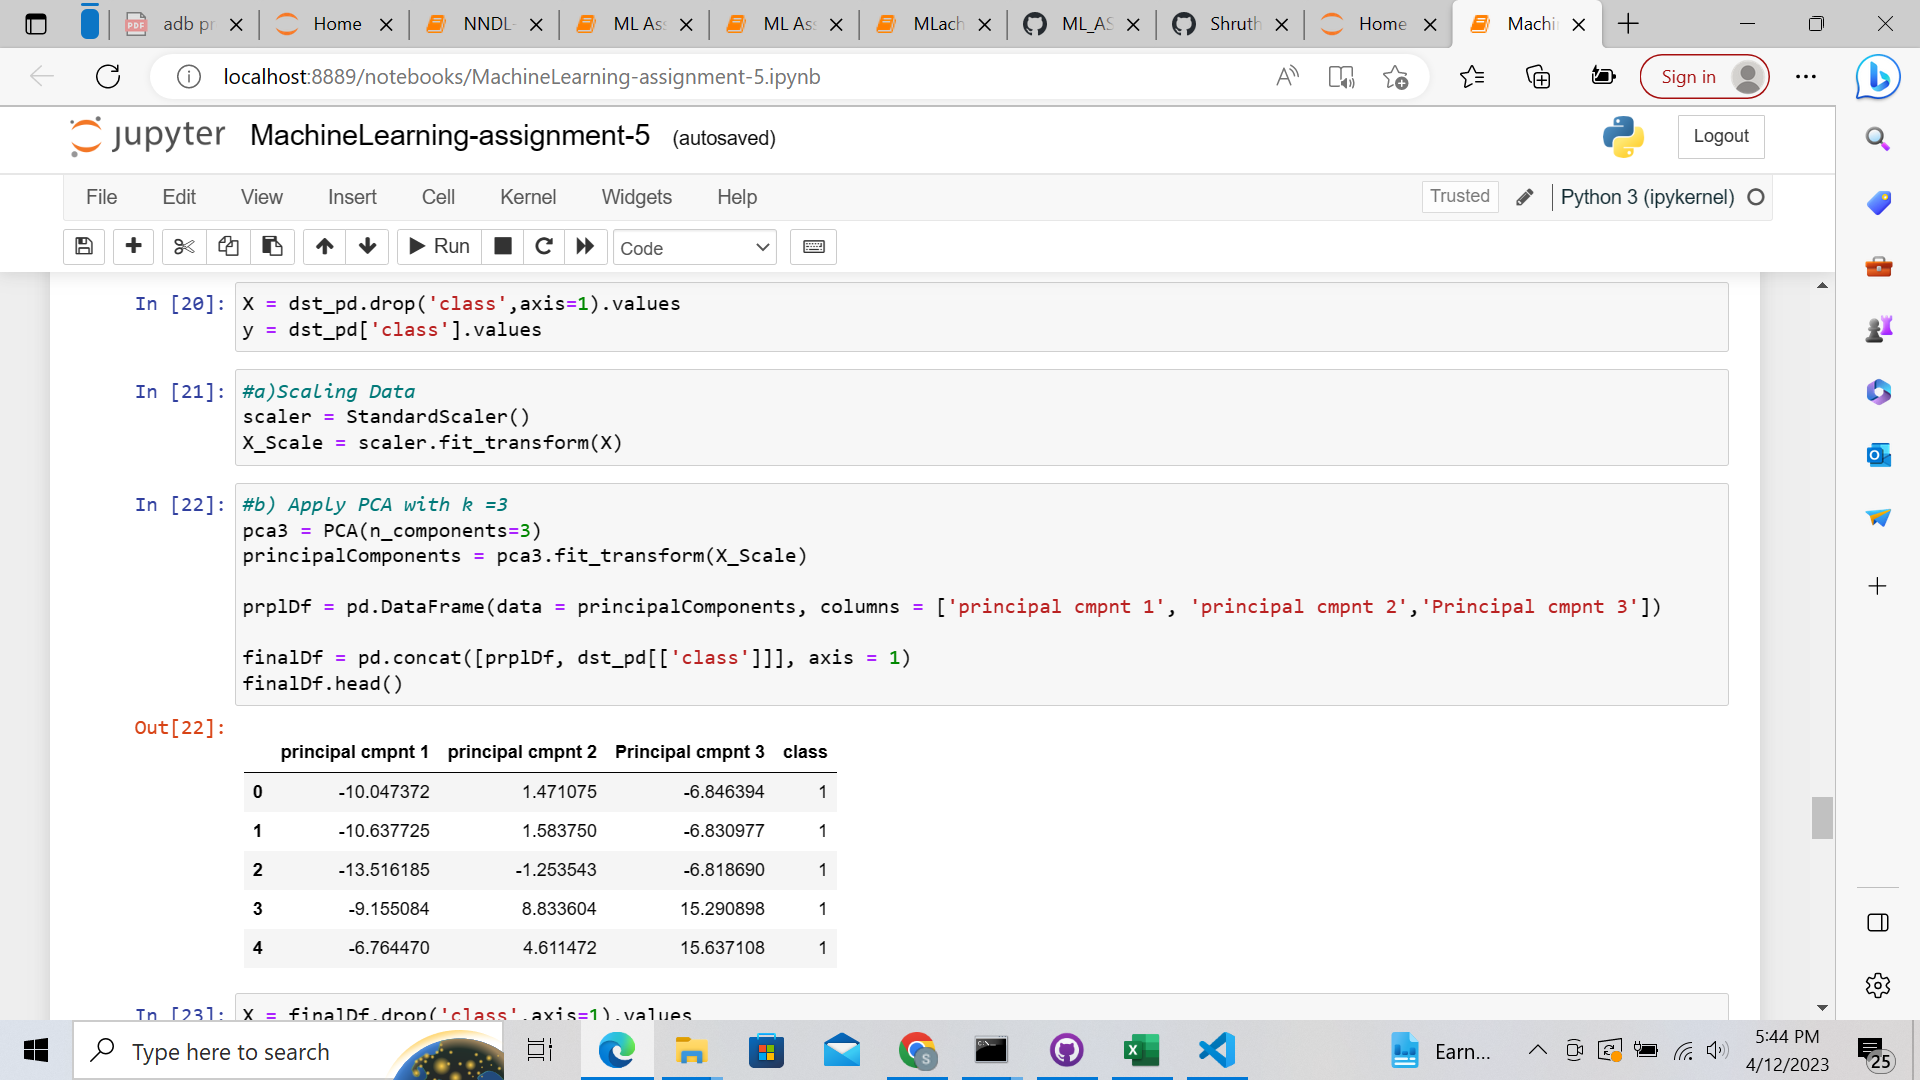 adb pr
Home
NNDL-
ML Ass
ML Ass
MLach
ML_AS
Shruth
Home
Machin
localhost:8889/notebooks/MachineLearning-assignment-5.ipynb
Sign in
jupyter MachineLearning-assignment-5 (autosaved)
Logout
File Edit View Insert Cell Kernel Widgets Help
Trusted
Python 3 (ipykernel)
Run
Code
In [20]: X = dst_pd.drop('class',axis=1).values
y = dst_pd['class'].values
In [21]: #a)Scaling Data
scaler = StandardScaler()
X_Scale = scaler.fit_transform(X)
In [22]: #b) Apply PCA with k =3
pca3 = PCA(n_components=3)
principalComponents = pca3.fit_transform(X_Scale)
prplDf = pd.DataFrame(data = principalComponents, columns = ['principal cmpnt 1', 'principal cmpnt 2','Principal cmpnt 3'])
finalDf = pd.concat([prplDf, dst_pd[['class']]], axis = 1)
finalDf.head()
Out[22]:
principal cmpnt 1 principal cmpnt 2 Principal cmpnt 3 class
0 -10.047372 1.471075 -6.846394 1
1 -10.637725 1.583750 -6.830977 1
2 -13.516185 -1.253543 -6.818690 1
3 -9.155084 8.833604 15.290898 1
4 -6.764470 4.611472 15.637108 1
In [23]: X = finalDf.drop('class',axis=1).values
Type here to search
Earn...
5:44 PM
4/12/2023
25